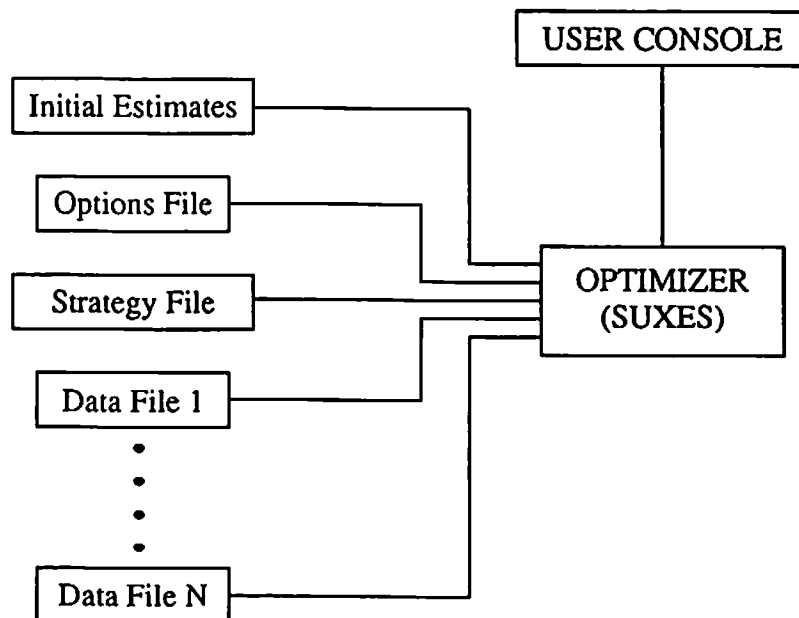 USER CONSOLE
Initial Estimates
Options File
Strategy File
OPTIMIZER
(SUXES)
Data File 1
Data File N